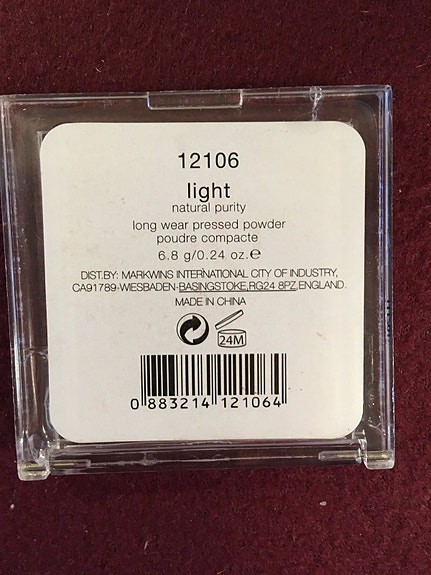 12106
light
natural purity
long wear pressed powder
poudre compacte
6.8 g/0.24 oz.℮
DIST.BY: MARKWINS INTERNATIONAL CITY OF INDUSTRY,
CA91789-WIESBADEN-BASINGSTOKE,RG24 8PZ,ENGLAND.
MADE IN CHINA
24M
0 883214 121064